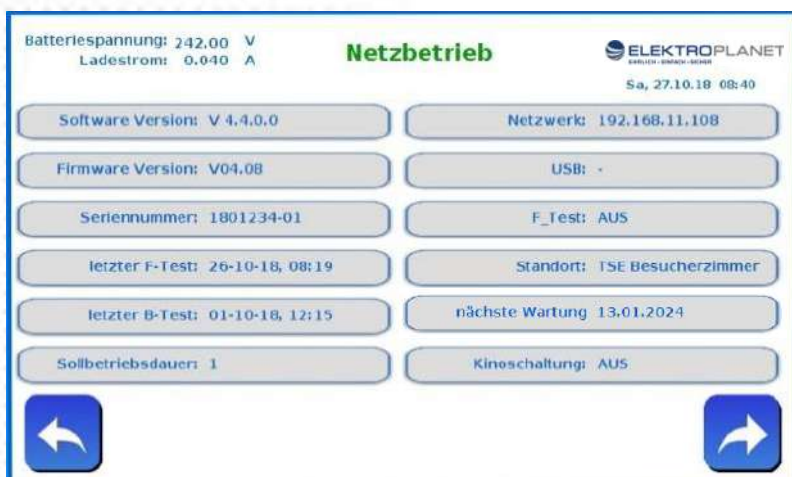 Batteriespannung: 242.00 V
Ladestrom: 0.040 A
Netzbetrieb
ELEKTROPLANET
EHRLICH - EINFACH - SICHER
Sa, 27.10.18 08:40
Software Version: V 4.4.0.0
Netzwerk: 192.168.11.108
Firmware Version: V04.08
USB: -
Seriennummer: 1801234-01
F_Test: AUS
letzter F-Test: 26-10-18, 08:19
Standort: TSE Besucherzimmer
letzter B-Test: 01-10-18, 12:15
nächste Wartung 13.01.2024
Sollbetriebsdauer: 1
Kinoschaltung: AUS